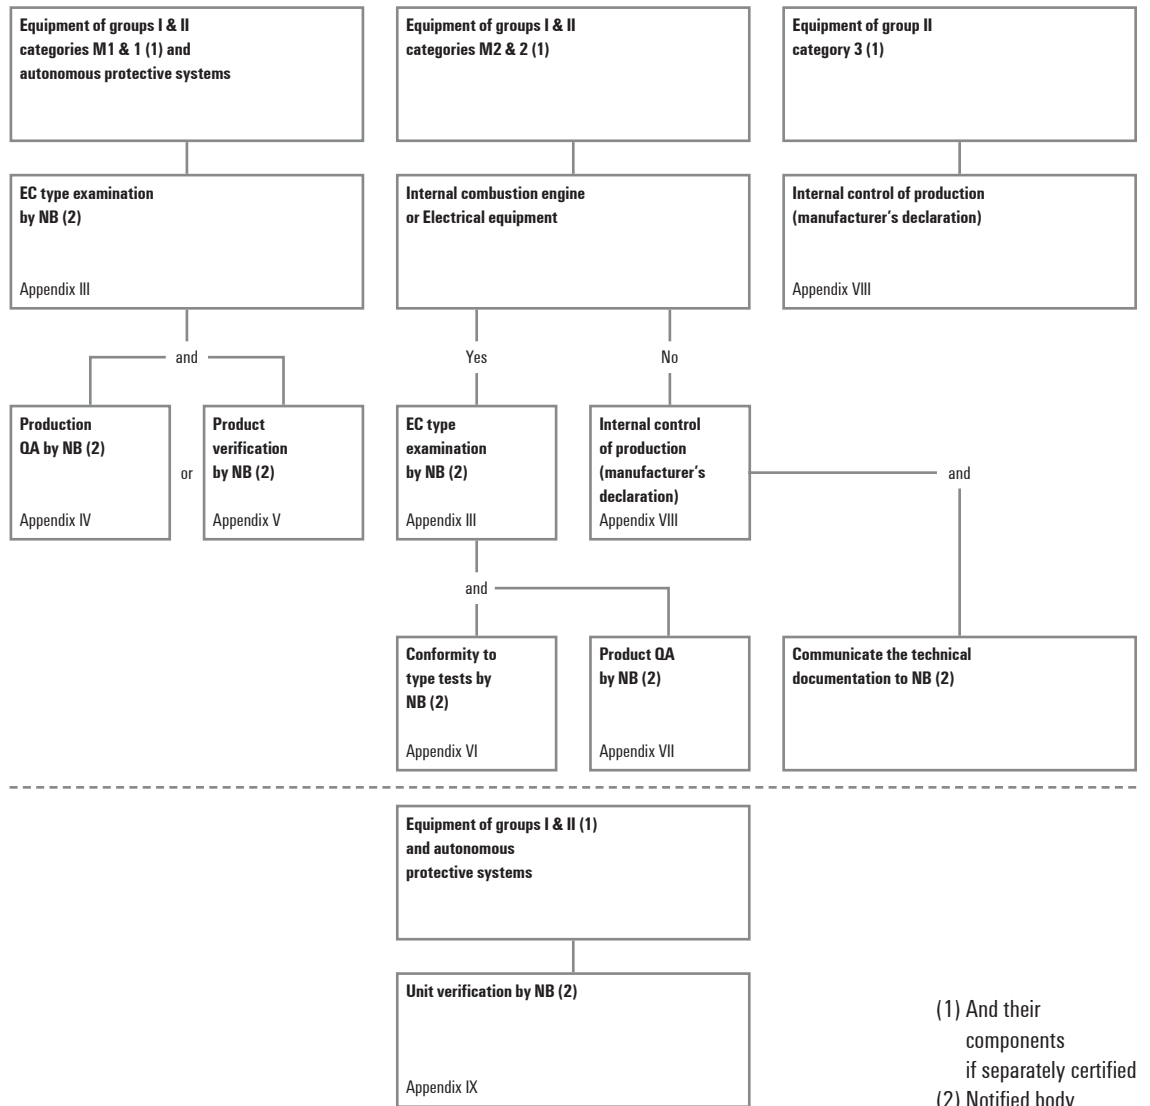 Equipment of groups I & II
categories M1 & 1 (1) and
autonomous protective systems
Equipment of groups I & II
categories M2 & 2 (1)
Equipment of group II
category 3 (1)
EC type examination
by NB (2)
Appendix III
Internal combustion engine
or Electrical equipment
Internal control of production
(manufacturer's declaration)
Appendix VIII
and
Yes
No
Production
QA by NB (2)
Appendix IV
or
Product
verification
by NB (2)
Appendix V
EC type
examination
by NB (2)
Appendix III
Internal control
of production
(manufacturer's
declaration)
Appendix VIII
and
and
Conformity to
type tests by
NB (2)
Appendix VI
Product QA
by NB (2)
Appendix VII
Communicate the technical
documentation to NB (2)
Equipment of groups I & II (1)
and autonomous
protective systems
Unit verification by NB (2)
Appendix IX
(1) And their
components
if separately certified
(2) Notified body